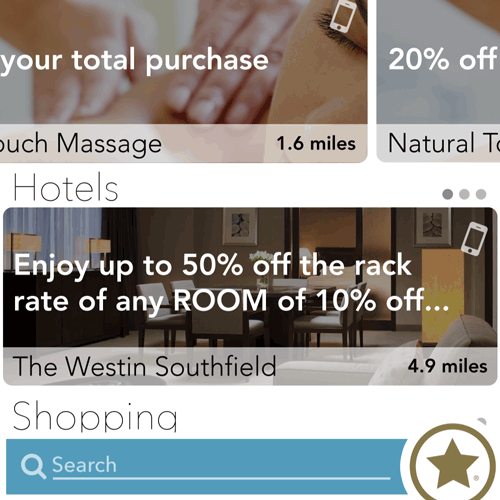 your total purchase
20% off
ouch Massage
1.6 miles
Natural To
Hotels
Enjoy up to 50% off the rack
rate of any ROOM of 10% off...
The Westin Southfield
4.9 miles
Shopping
Search
®